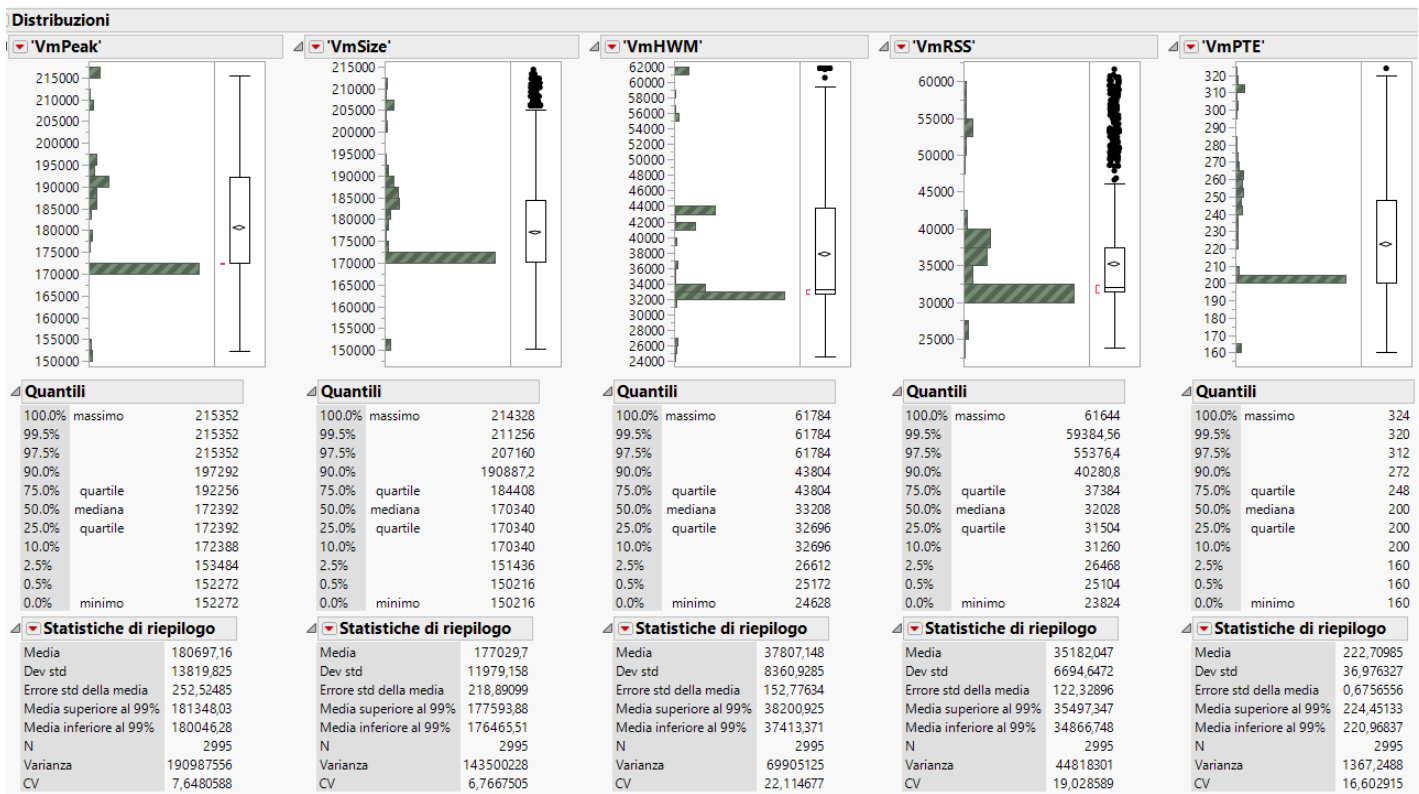 Distribuzioni
'VmPeak' 'VmSize' 'VmHWM' 'VmRSS' 'VmPTE'
215000
210000
205000
200000
195000
190000
185000
180000
175000
170000
165000
160000
155000
150000
215000
210000
205000
200000
195000
190000
185000
180000
175000
170000
165000
160000
155000
150000
62000
60000
58000
56000
54000
52000
50000
48000
46000
44000
42000
40000
38000
36000
34000
32000
30000
28000
26000
24000
60000
55000
50000
45000
40000
35000
30000
25000
320
310
300
290
280
270
260
250
240
230
220
210
200
190
180
170
160
Quantili
100.0% massimo 215352
99.5% 215352
97.5% 215352
90.0% 197292
75.0% quartile 192256
50.0% mediana 172392
25.0% quartile 172392
10.0% 172388
2.5% 153484
0.5% 152272
0.0% minimo 152272
Quantili
100.0% massimo 214328
99.5% 211256
97.5% 207160
90.0% 190887,2
75.0% quartile 184408
50.0% mediana 170340
25.0% quartile 170340
10.0% 170340
2.5% 151436
0.5% 150216
0.0% minimo 150216
Quantili
100.0% massimo 61784
99.5% 61784
97.5% 61784
90.0% 43804
75.0% quartile 43804
50.0% mediana 33208
25.0% quartile 32696
10.0% 32696
2.5% 26612
0.5% 25172
0.0% minimo 24628
Quantili
100.0% massimo 61644
99.5% 59384,56
97.5% 55376,4
90.0% 40280,8
75.0% quartile 37384
50.0% mediana 32028
25.0% quartile 31504
10.0% 31260
2.5% 26468
0.5% 25104
0.0% minimo 23824
Quantili
100.0% massimo 324
99.5% 320
97.5% 312
90.0% 272
75.0% quartile 248
50.0% mediana 200
25.0% quartile 200
10.0% 200
2.5% 160
0.5% 160
0.0% minimo 160
Statistiche di riepilogo
Media 180697,16
Dev std 13819,825
Errore std della media 252,52485
Media superiore al 99% 181348,03
Media inferiore al 99% 180046,28
N 2995
Varianza 190987556
CV 7,6480588
Statistiche di riepilogo
Media 177029,7
Dev std 11979,158
Errore std della media 218,89099
Media superiore al 99% 177593,88
Media inferiore al 99% 176465,51
N 2995
Varianza 143500228
CV 6,7667505
Statistiche di riepilogo
Media 37807,148
Dev std 8360,9285
Errore std della media 152,77634
Media superiore al 99% 38200,925
Media inferiore al 99% 37413,371
N 2995
Varianza 69905125
CV 22,114677
Statistiche di riepilogo
Media 35182,047
Dev std 6694,6472
Errore std della media 122,32896
Media superiore al 99% 35497,347
Media inferiore al 99% 34866,748
N 2995
Varianza 44818301
CV 19,028589
Statistiche di riepilogo
Media 222,70985
Dev std 36,976327
Errore std della media 0,6756556
Media superiore al 99% 224,45133
Media inferiore al 99% 220,96837
N 2995
Varianza 1367,2488
CV 16,602915